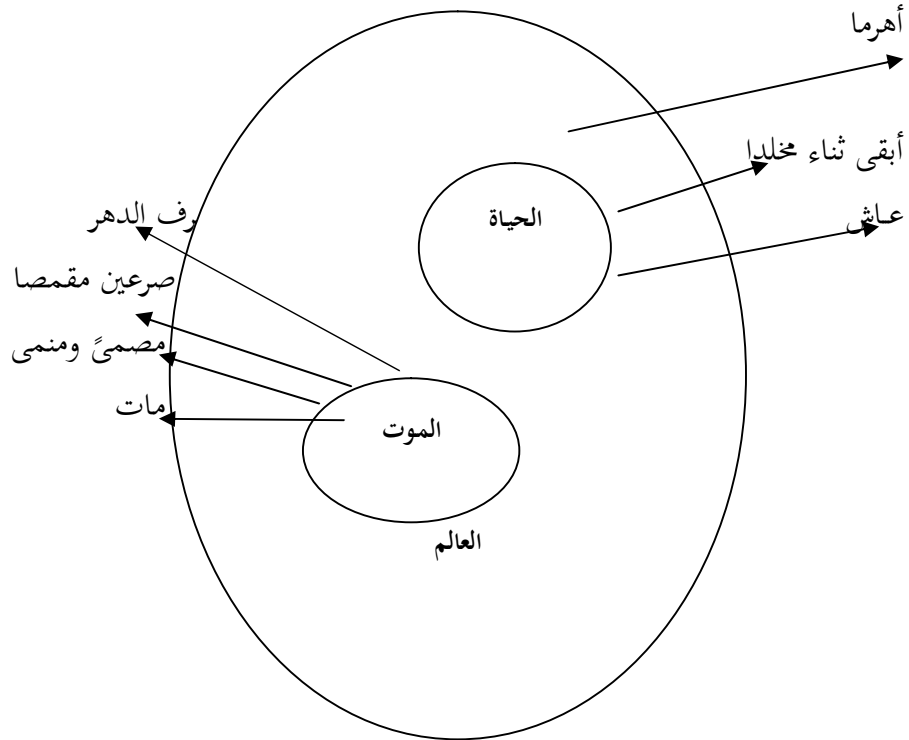 أهرما
أبقى ثناء مخلدا
الحياة
عاش
رف الدهر
صرعين مقمصا
مصمىً ومنمى
مات
الموت
العالم